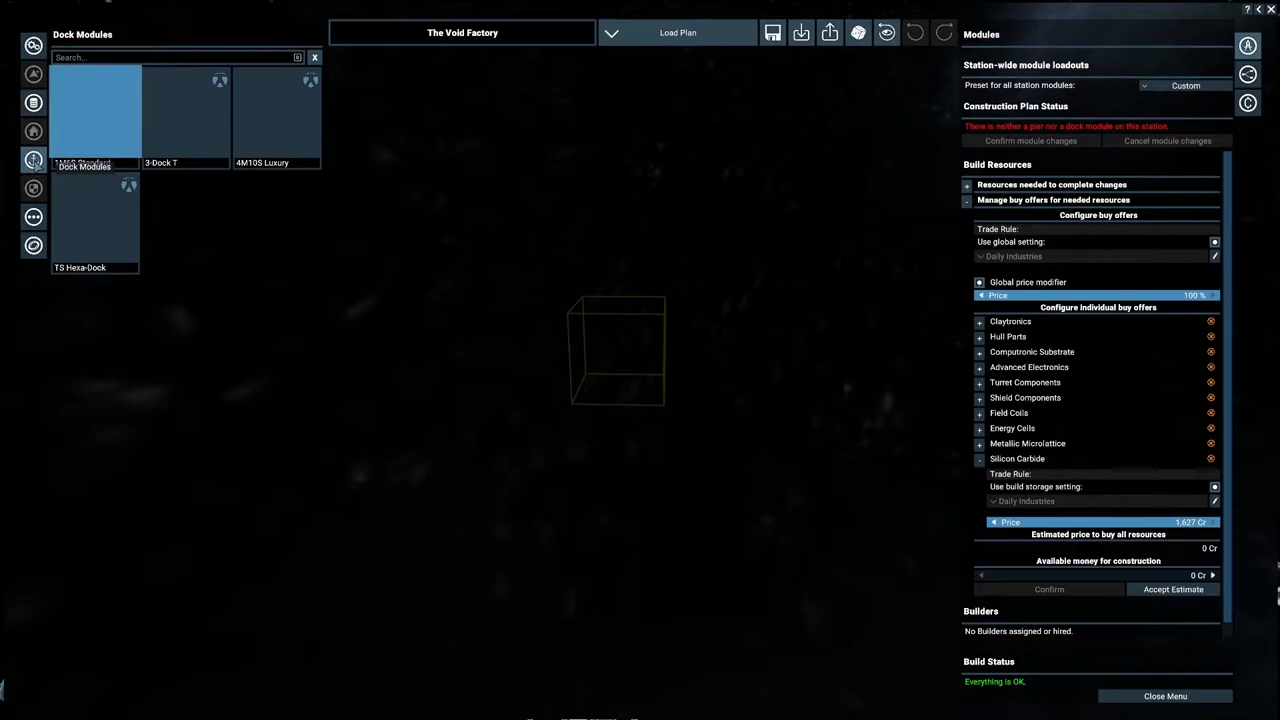 Dock Modules
Search...
x
1M6S Standard
3-Dock T
4M10S Luxury
Dock Modules
TS Hexa-Dock
The Void Factory
Load Plan
Modules
Station-wide module loadouts
Preset for all station modules:
Custom
Construction Plan Status
There is neither a pier nor a dock module on this station.
Confirm module changes
Cancel module changes
Build Resources
+ Resources needed to complete changes
- Manage buy offers for needed resources
Configure buy offers
Trade Rule:
Use global setting:
Daily Industries
Global price modifier
Price 100 %
Configure individual buy offers
+ Claytronics
+ Hull Parts
+ Computronic Substrate
+ Advanced Electronics
+ Turret Components
+ Shield Components
+ Field Coils
+ Energy Cells
+ Metallic Microlattice
- Silicon Carbide
Trade Rule:
Use build storage setting:
Daily Industries
Price 1,627 Cr
Estimated price to buy all resources
0 Cr
Available money for construction
0 Cr
Confirm
Accept Estimate
Builders
No Builders assigned or hired.
Build Status
Everything is OK.
Close Menu